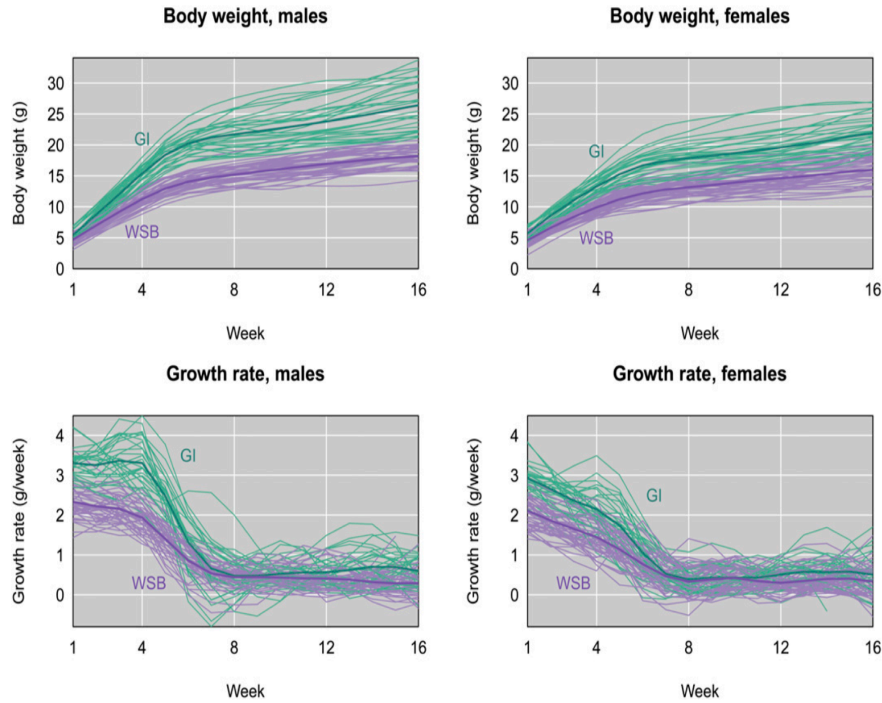 Body weight, males
Body weight (g)
30
25
20
15
10
5
0
GI
WSB
1 4 8 12 16
Week
Body weight, females
Body weight (g)
30
25
20
15
10
5
0
GI
WSB
1 4 8 12 16
Week
Growth rate, males
Growth rate (g/week)
4
3
2
1
0
GI
WSB
1 4 8 12 16
Week
Growth rate, females
Growth rate (g/week)
4
3
2
1
0
GI
WSB
1 4 8 12 16
Week